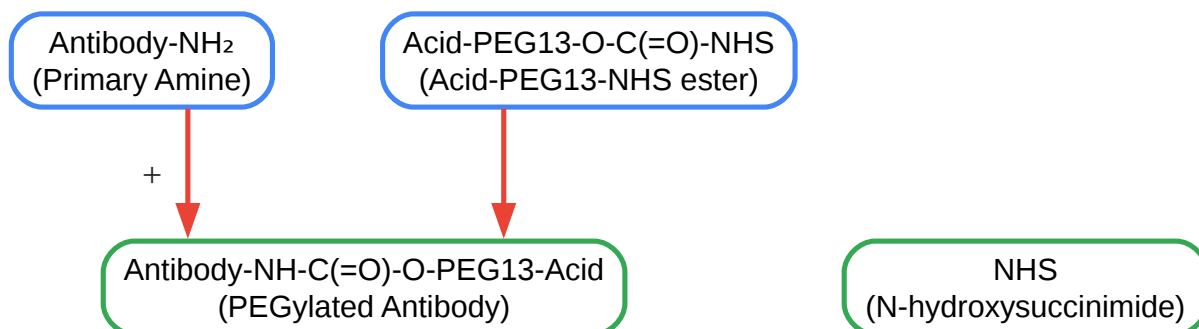 Antibody-NH₂
(Primary Amine)
Acid-PEG13-O-C(=O)-NHS
(Acid-PEG13-NHS ester)
+
Antibody-NH-C(=O)-O-PEG13-Acid
(PEGylated Antibody)
NHS
(N-hydroxysuccinimide)